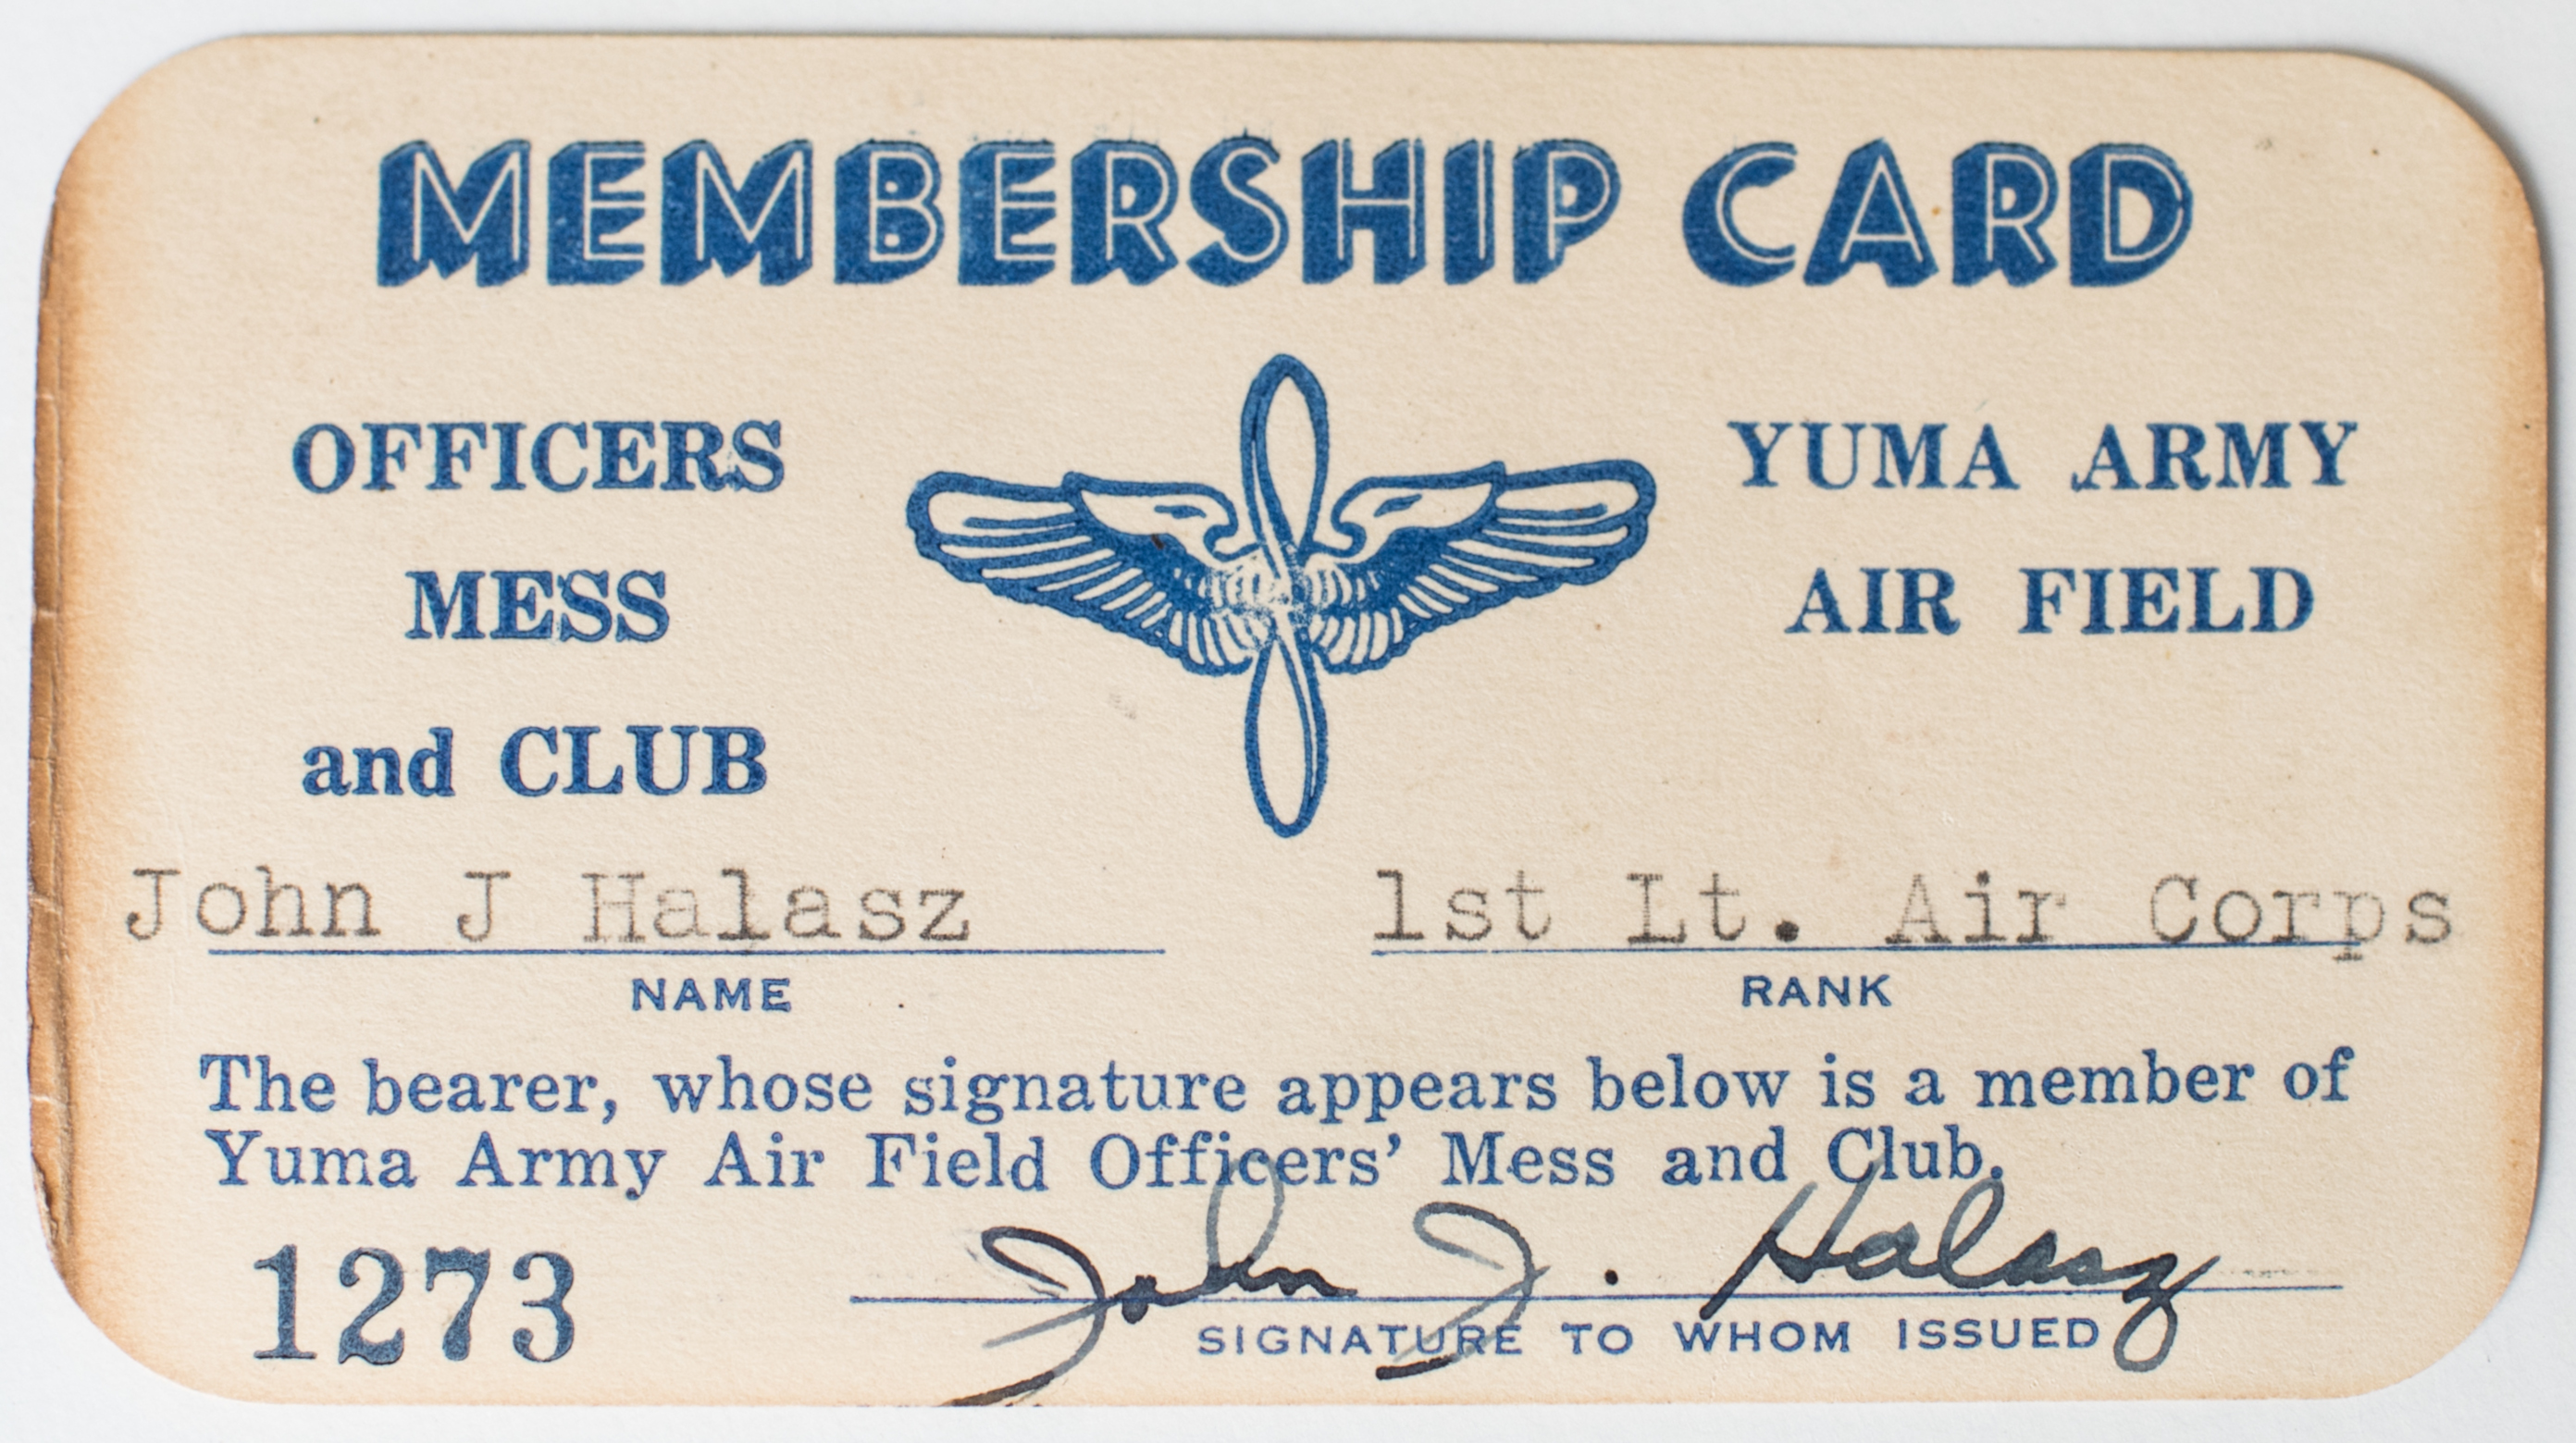 MEMBERSHIP CARD
OFFICERS
MESS
and CLUB
YUMA ARMY
AIR FIELD
John J Halasz
NAME
1st Lt. Air Corps
RANK
The bearer, whose signature appears below is a member of
Yuma Army Air Field Officers’ Mess and Club.
1273
John J. Halasz
SIGNATURE TO WHOM ISSUED